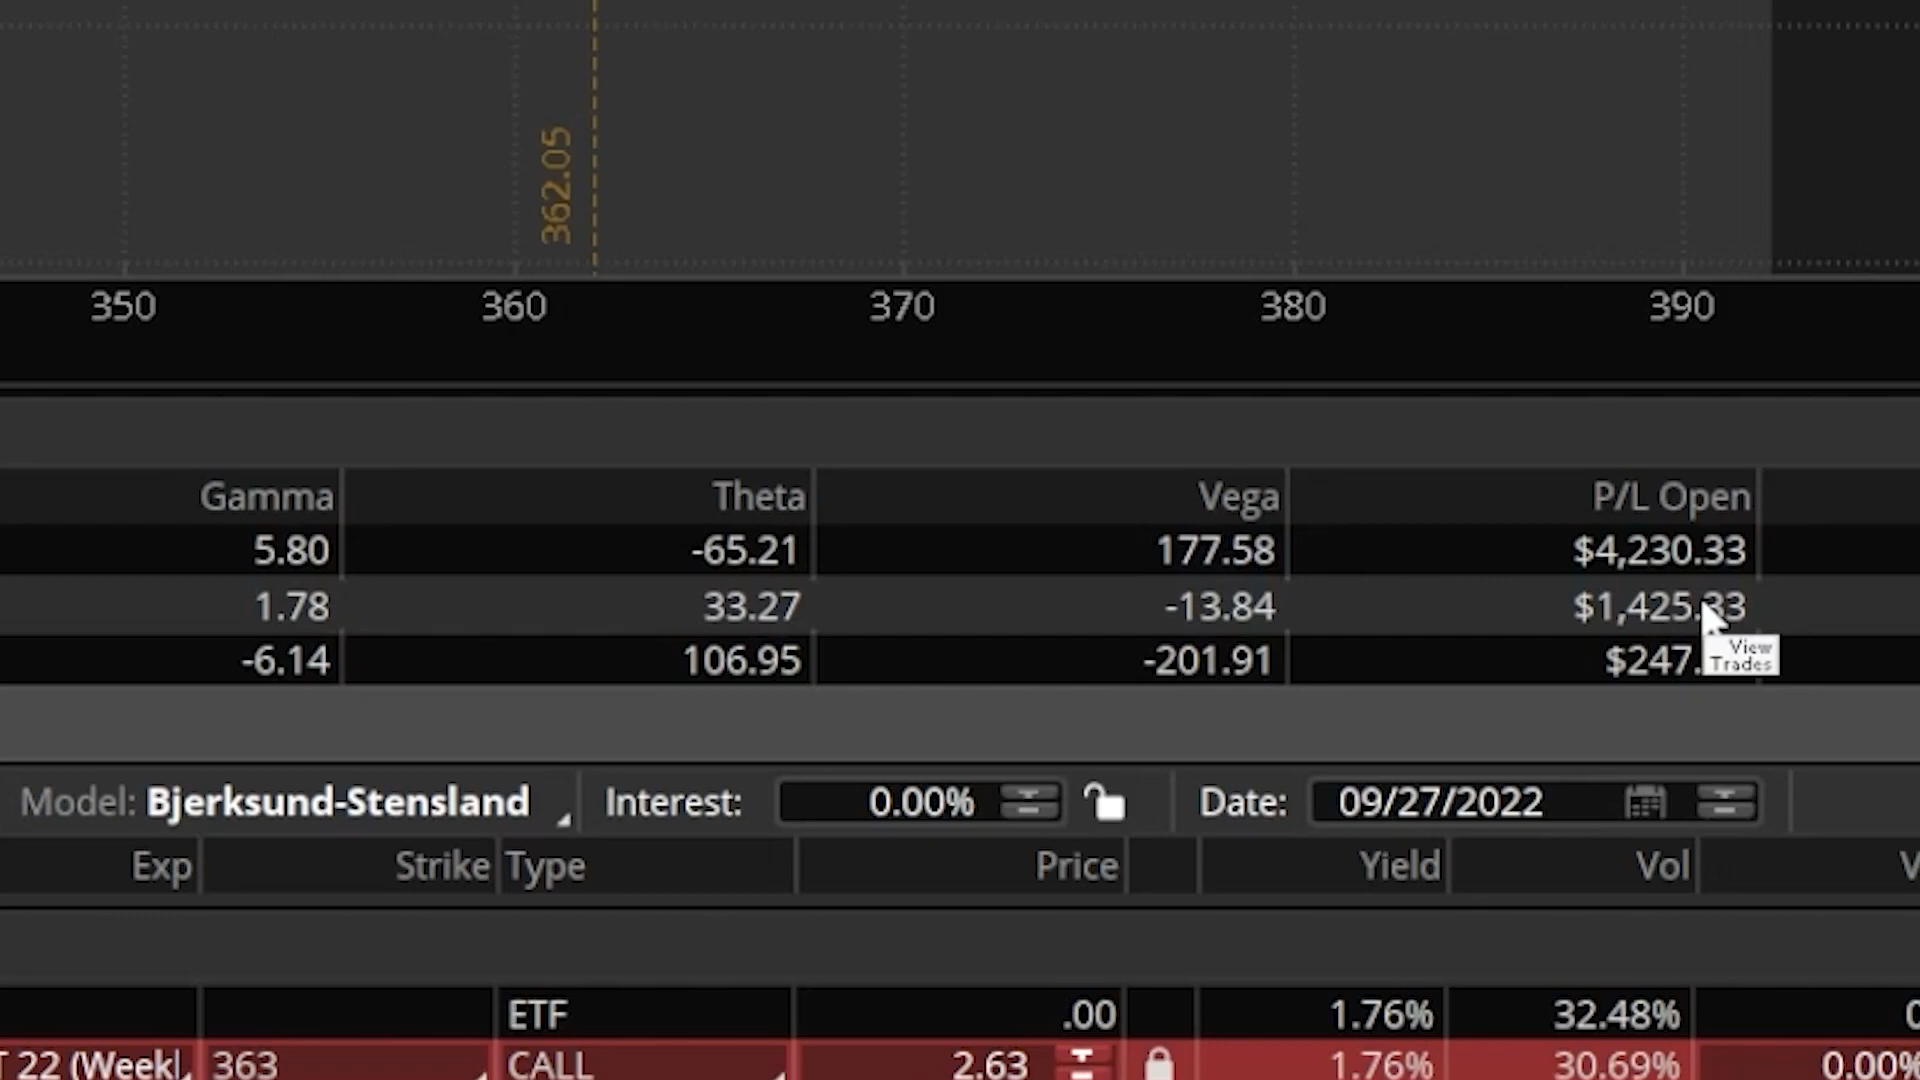 362.05
350 360 370 380 390
Gamma Theta Vega P/L Open
5.80 -65.21 177.58 $4,230.33
1.78 33.27 -13.84 $1,425.33
-6.14 106.95 -201.91 $247.
View
Trades
Model: Bjerksund-Stensland Interest: 0.00% Date: 09/27/2022
Exp Strike Type Price Yield Vol
ETF .00 1.76% 32.48%
22 (Week 363 CALL 2.63 1.76% 30.69% 0.00%